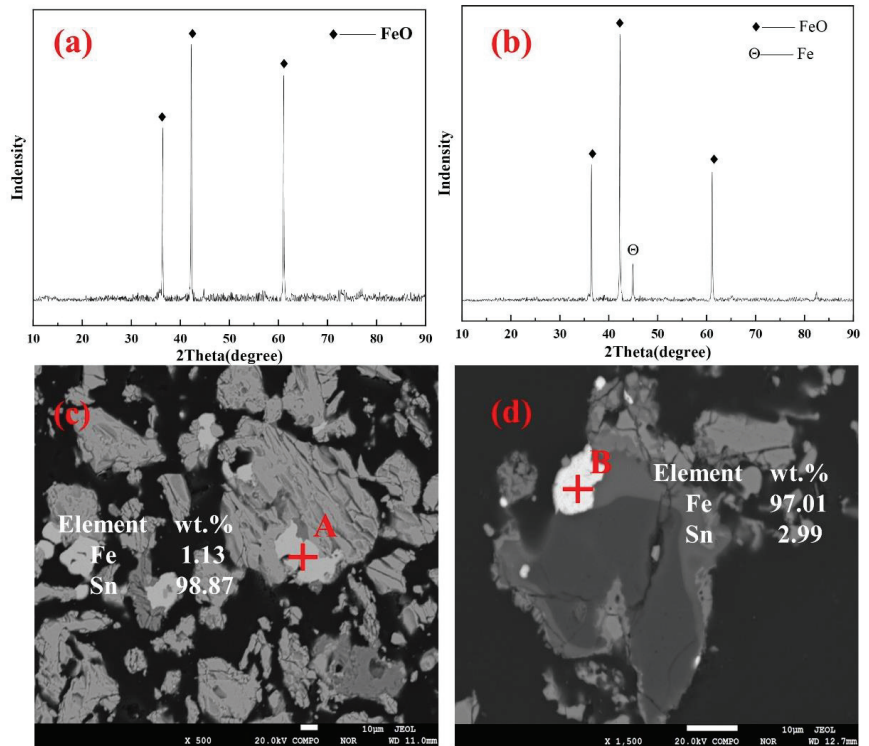 (a)
◆—— FeO
Indensity
10 20 30 40 50 60 70 80 90
2Theta(degree)
(b)
◆—— FeO
Θ—— Fe
Θ
Indensity
10 20 30 40 50 60 70 80 90
2Theta(degree)
(c)
A
Element wt.%
Fe 1.13
Sn 98.87
10μm JEOL
X 500 20.0kV COMPO NOR WD 11.0mm
(d)
B
Element wt.%
Fe 97.01
Sn 2.99
10μm JEOL
X 1,500 20.0kV COMPO NOR WD 12.7mm